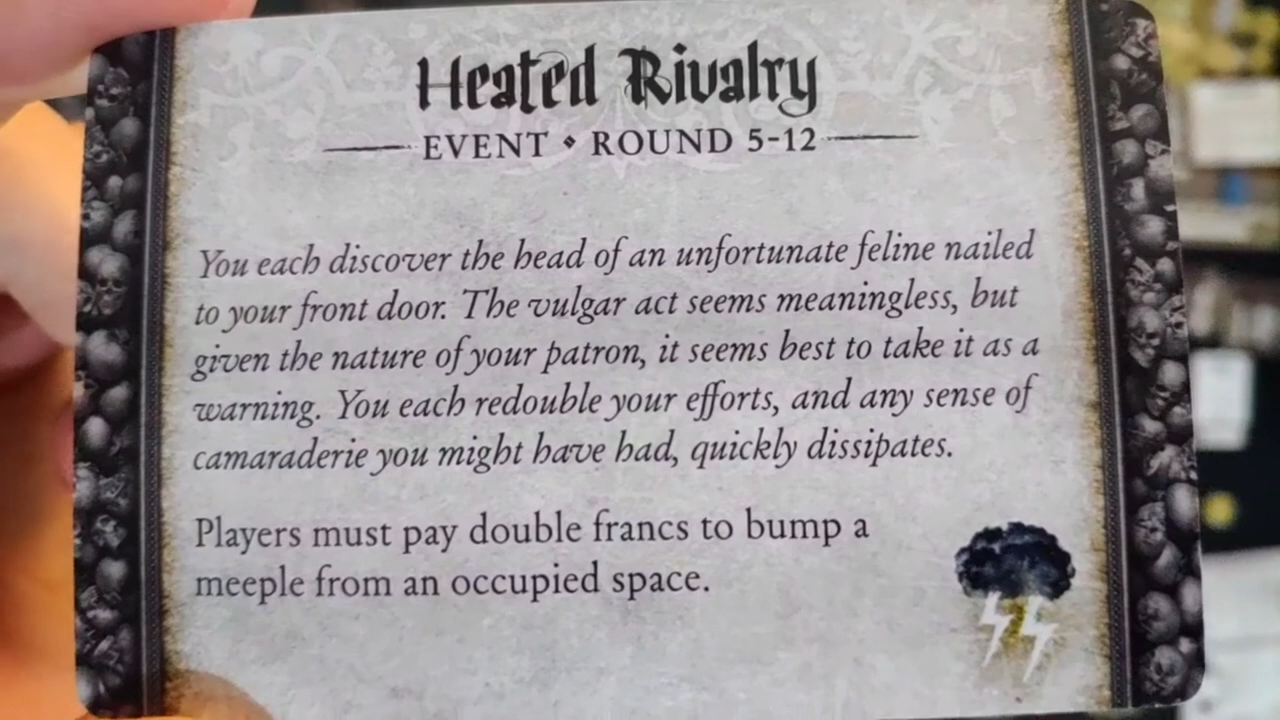 Heated Rivalry
EVENT ◆ ROUND 5-12
You each discover the head of an unfortunate feline nailed
to your front door. The vulgar act seems meaningless, but
given the nature of your patron, it seems best to take it as a
warning. You each redouble your efforts, and any sense of
camaraderie you might have had, quickly dissipates.
Players must pay double francs to bump a
meeple from an occupied space.